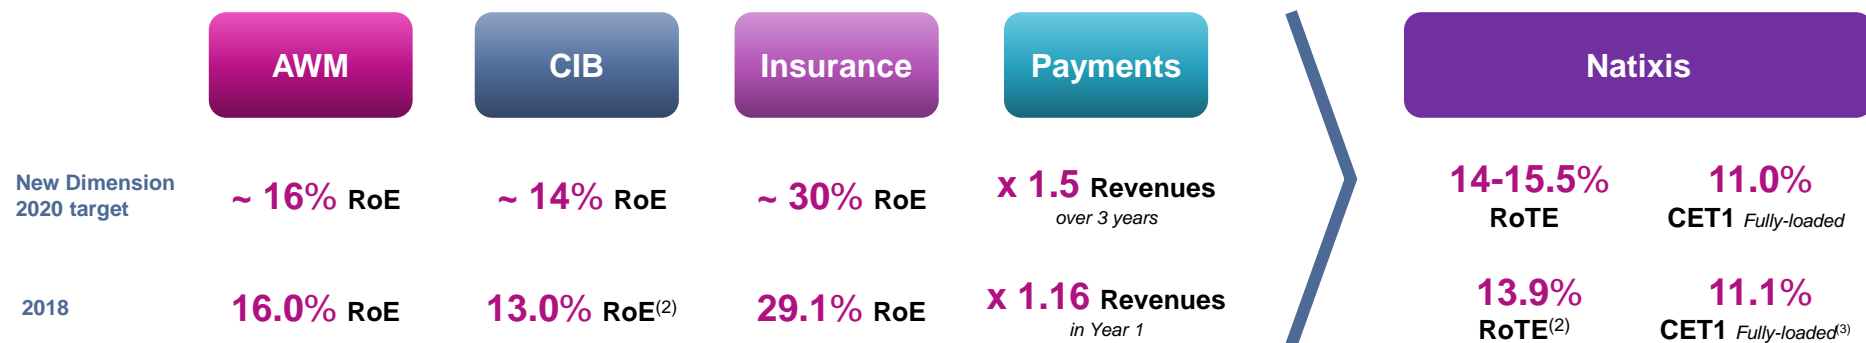 AWM
CIB
Insurance
Payments
Natixis
New Dimension
2020 target
~ 16% RoE
~ 14% RoE
~ 30% RoE
x 1.5 Revenues
over 3 years
14-15.5%
RoTE
11.0%
CET1 Fully-loaded
2018
16.0% RoE
13.0% RoE(2)
29.1% RoE
x 1.16 Revenues
in Year 1
13.9%
RoTE(2)
11.1%
CET1 Fully-loaded(3)